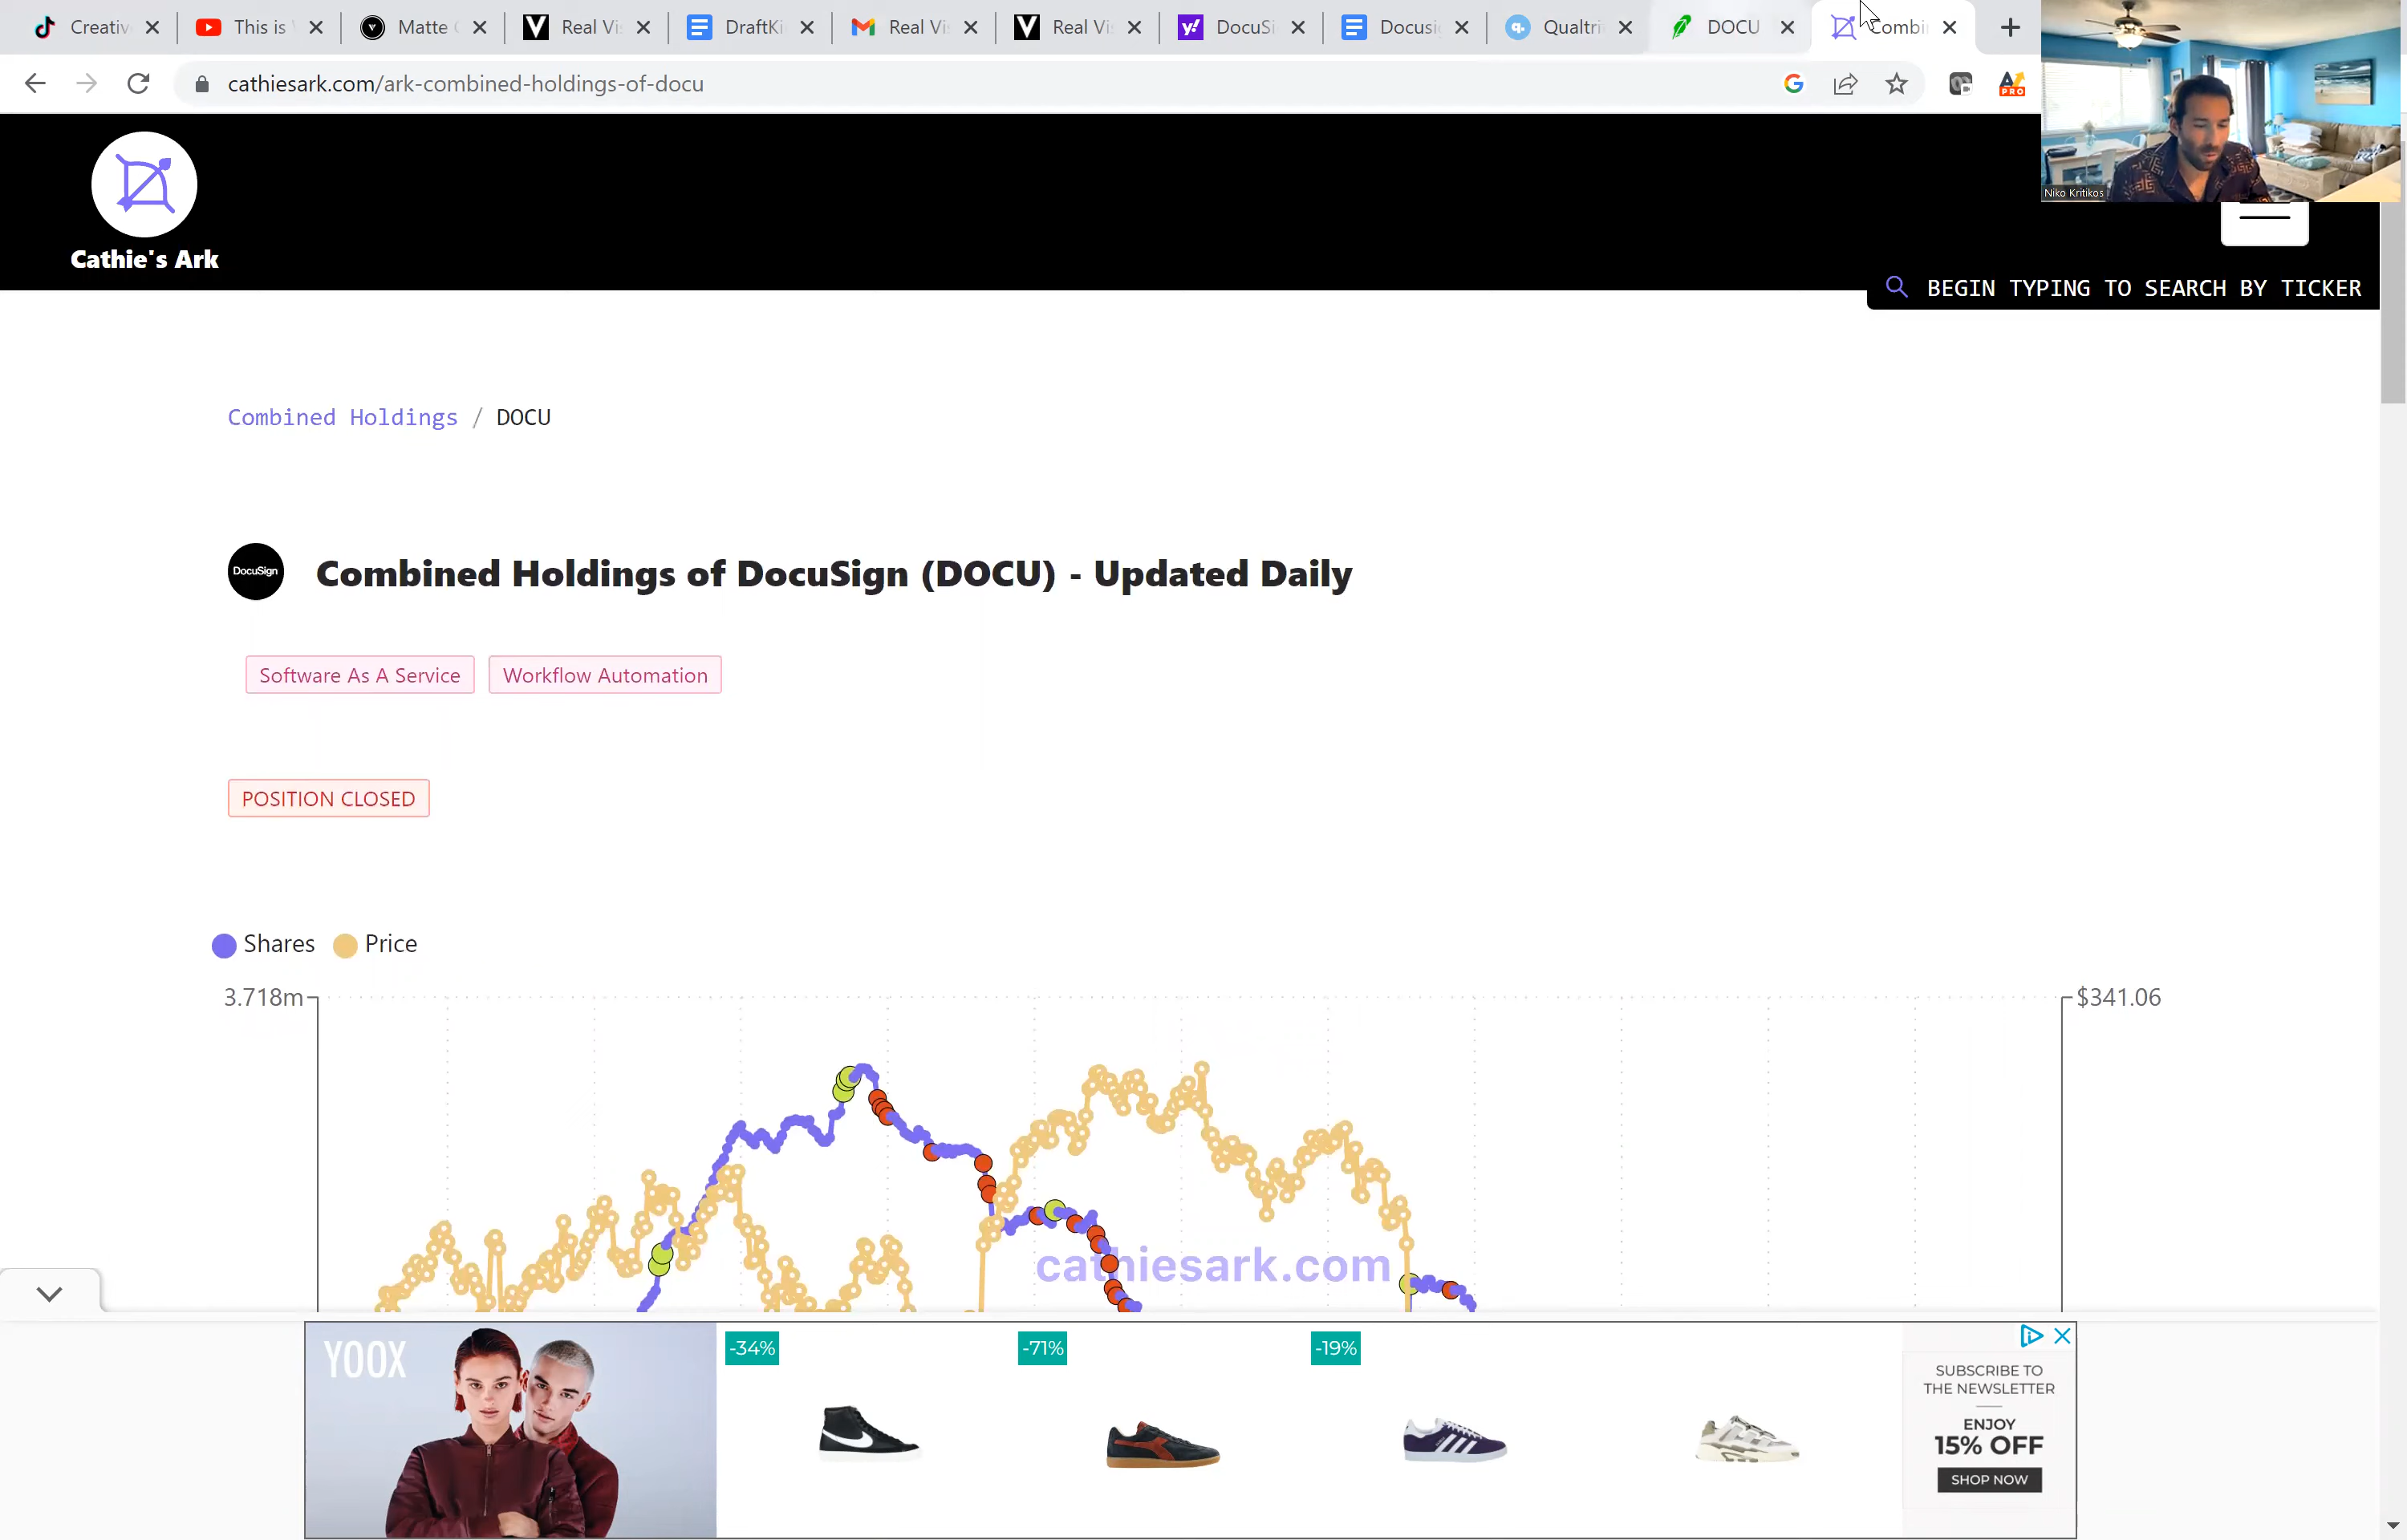 Creativ
This is
Matte
Real Vi
DraftKi
Real Vi
Real Vi
DocuSi
Docusi
Qualtri
DOCU
Combi
cathiesark.com/ark-combined-holdings-of-docu
Niko Kritikos
Cathie's Ark
BEGIN TYPING TO SEARCH BY TICKER
Combined Holdings / DOCU
DocuSign
Combined Holdings of DocuSign (DOCU) - Updated Daily
Software As A Service
Workflow Automation
POSITION CLOSED
Shares
Price
3.718m
$341.06
cathiesark.com
YOOX
-34%
-71%
-19%
SUBSCRIBE TO
THE NEWSLETTER
ENJOY
15% OFF
SHOP NOW